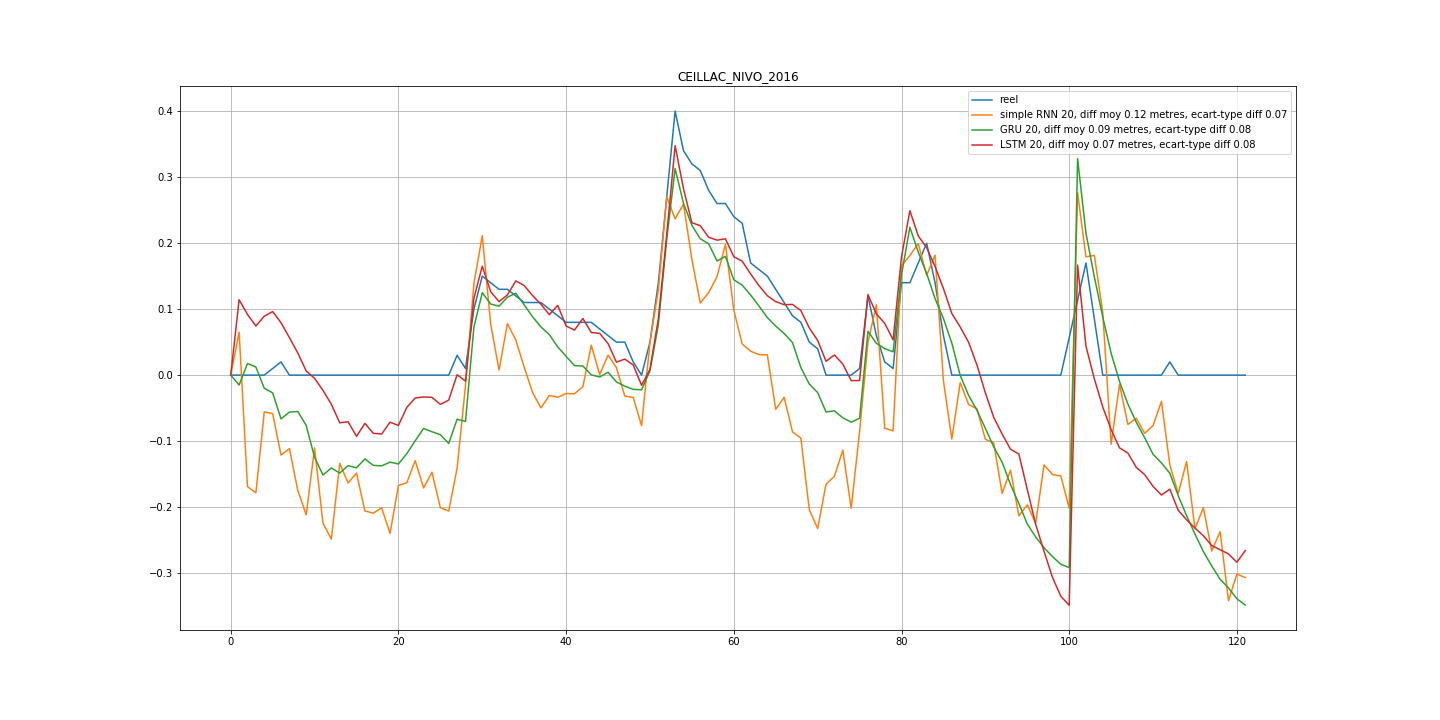 CEILLAC_NIVO_2016
reel
simple RNN 20, diff moy 0.12 metres, ecart-type diff 0.07
GRU 20, diff moy 0.09 metres, ecart-type diff 0.08
LSTM 20, diff moy 0.07 metres, ecart-type diff 0.08
0.4
0.3
0.2
0.1
0.0
−0.1
−0.2
−0.3
0 20 40 60 80 100 120